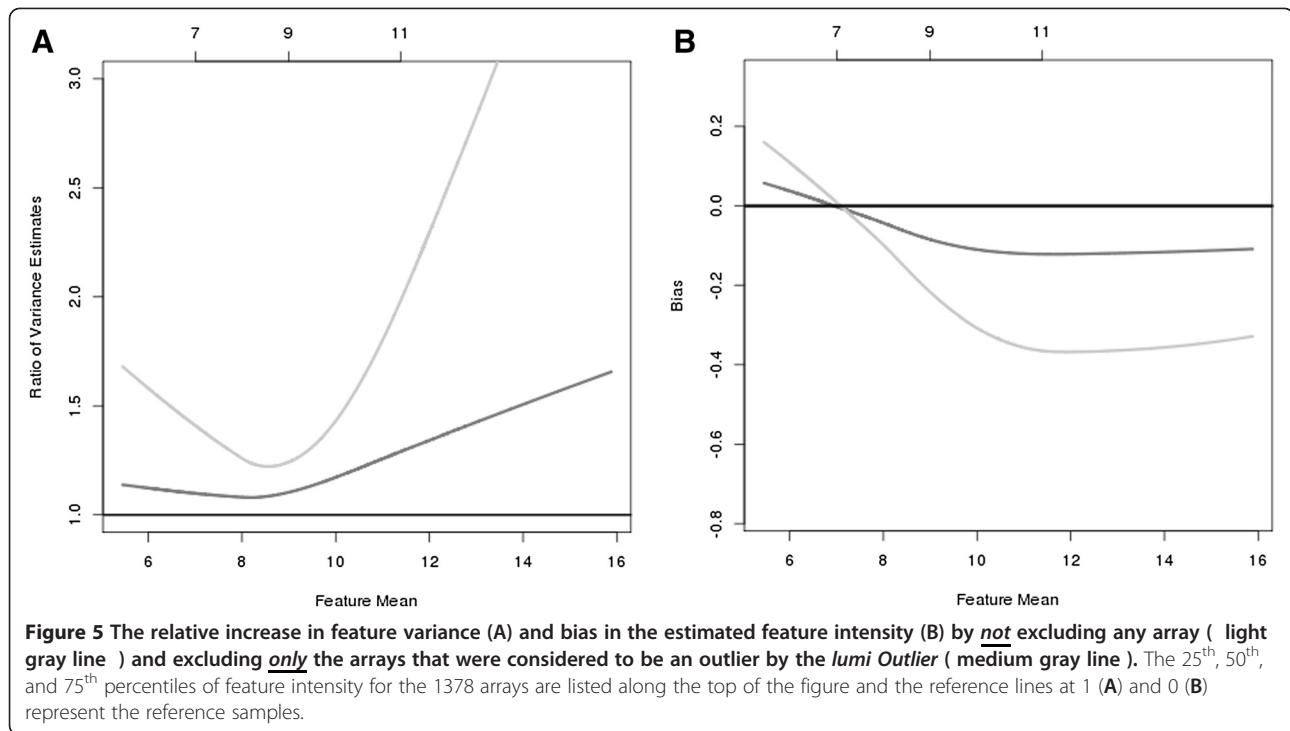 A
7 9 11
3.0
2.5
2.0
1.5
1.0
Ratio of Variance Estimates
6 8 10 12 14 16
Feature Mean
B
7 9 11
0.2
0.0
-0.2
-0.4
-0.6
-0.8
Bias
6 8 10 12 14 16
Feature Mean
Figure 5 The relative increase in feature variance (A) and bias in the estimated feature intensity (B) by not excluding any array ( light
gray line ) and excluding only the arrays that were considered to be an outlier by the lumi Outlier ( medium gray line ). The 25th, 50th,
and 75th percentiles of feature intensity for the 1378 arrays are listed along the top of the figure and the reference lines at 1 (A) and 0 (B)
represent the reference samples.